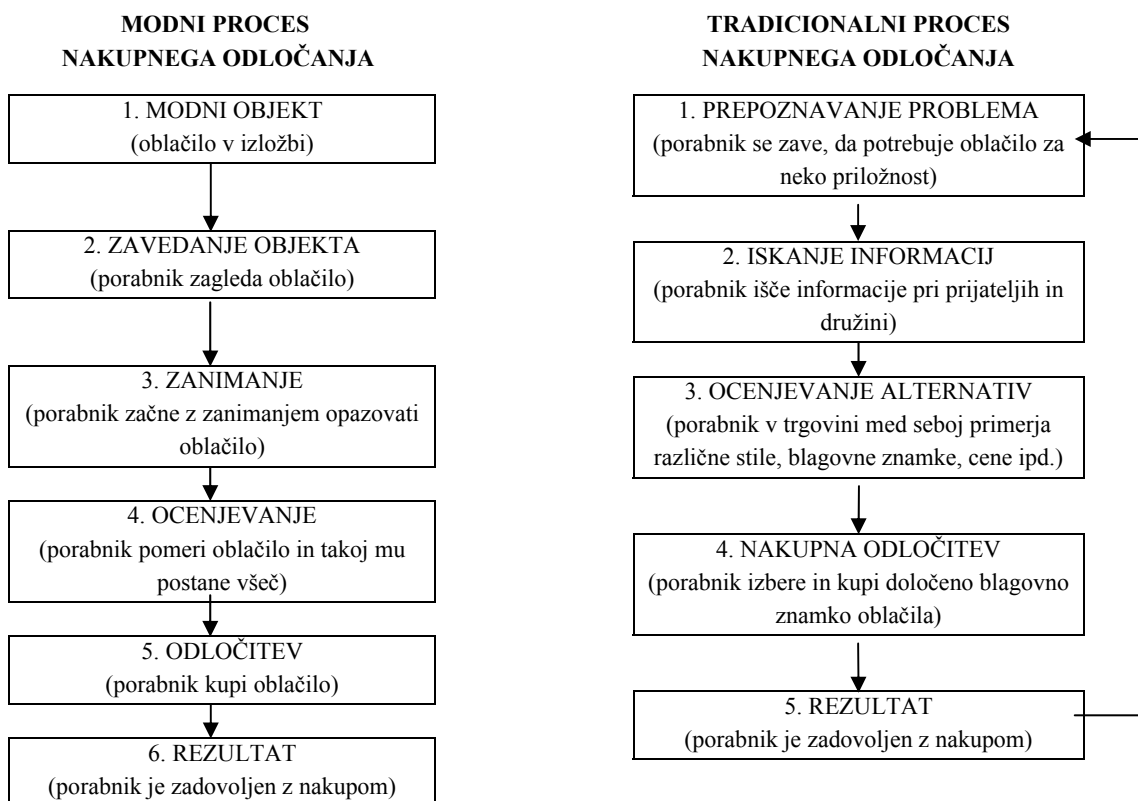 MODNI PROCES
NAKUPNEGA ODLOČANJA
1. MODNI OBJEKT
(oblačilo v izložbi)
2. ZAVEDANJE OBJEKTA
(porabnik zagleda oblačilo)
3. ZANIMANJE
(porabnik začne z zanimanjem opazovati
oblačilo)
4. OCENJEVANJE
(porabnik pomeri oblačilo in takoj mu
postane všeč)
5. ODLOČITEV
(porabnik kupi oblačilo)
6. REZULTAT
(porabnik je zadovoljen z nakupom)
TRADICIONALNI PROCES
NAKUPNEGA ODLOČANJA
1. PREPOZNAVANJE PROBLEMA
(porabnik se zave, da potrebuje oblačilo za
neko priložnost)
2. ISKANJE INFORMACIJ
(porabnik išče informacije pri prijateljih in
družini)
3. OCENJEVANJE ALTERNATIV
(porabnik v trgovini med seboj primerja
različne stile, blagovne znamke, cene ipd.)
4. NAKUPNA ODLOČITEV
(porabnik izbere in kupi določeno blagovno
znamko oblačila)
5. REZULTAT
(porabnik je zadovoljen z nakupom)